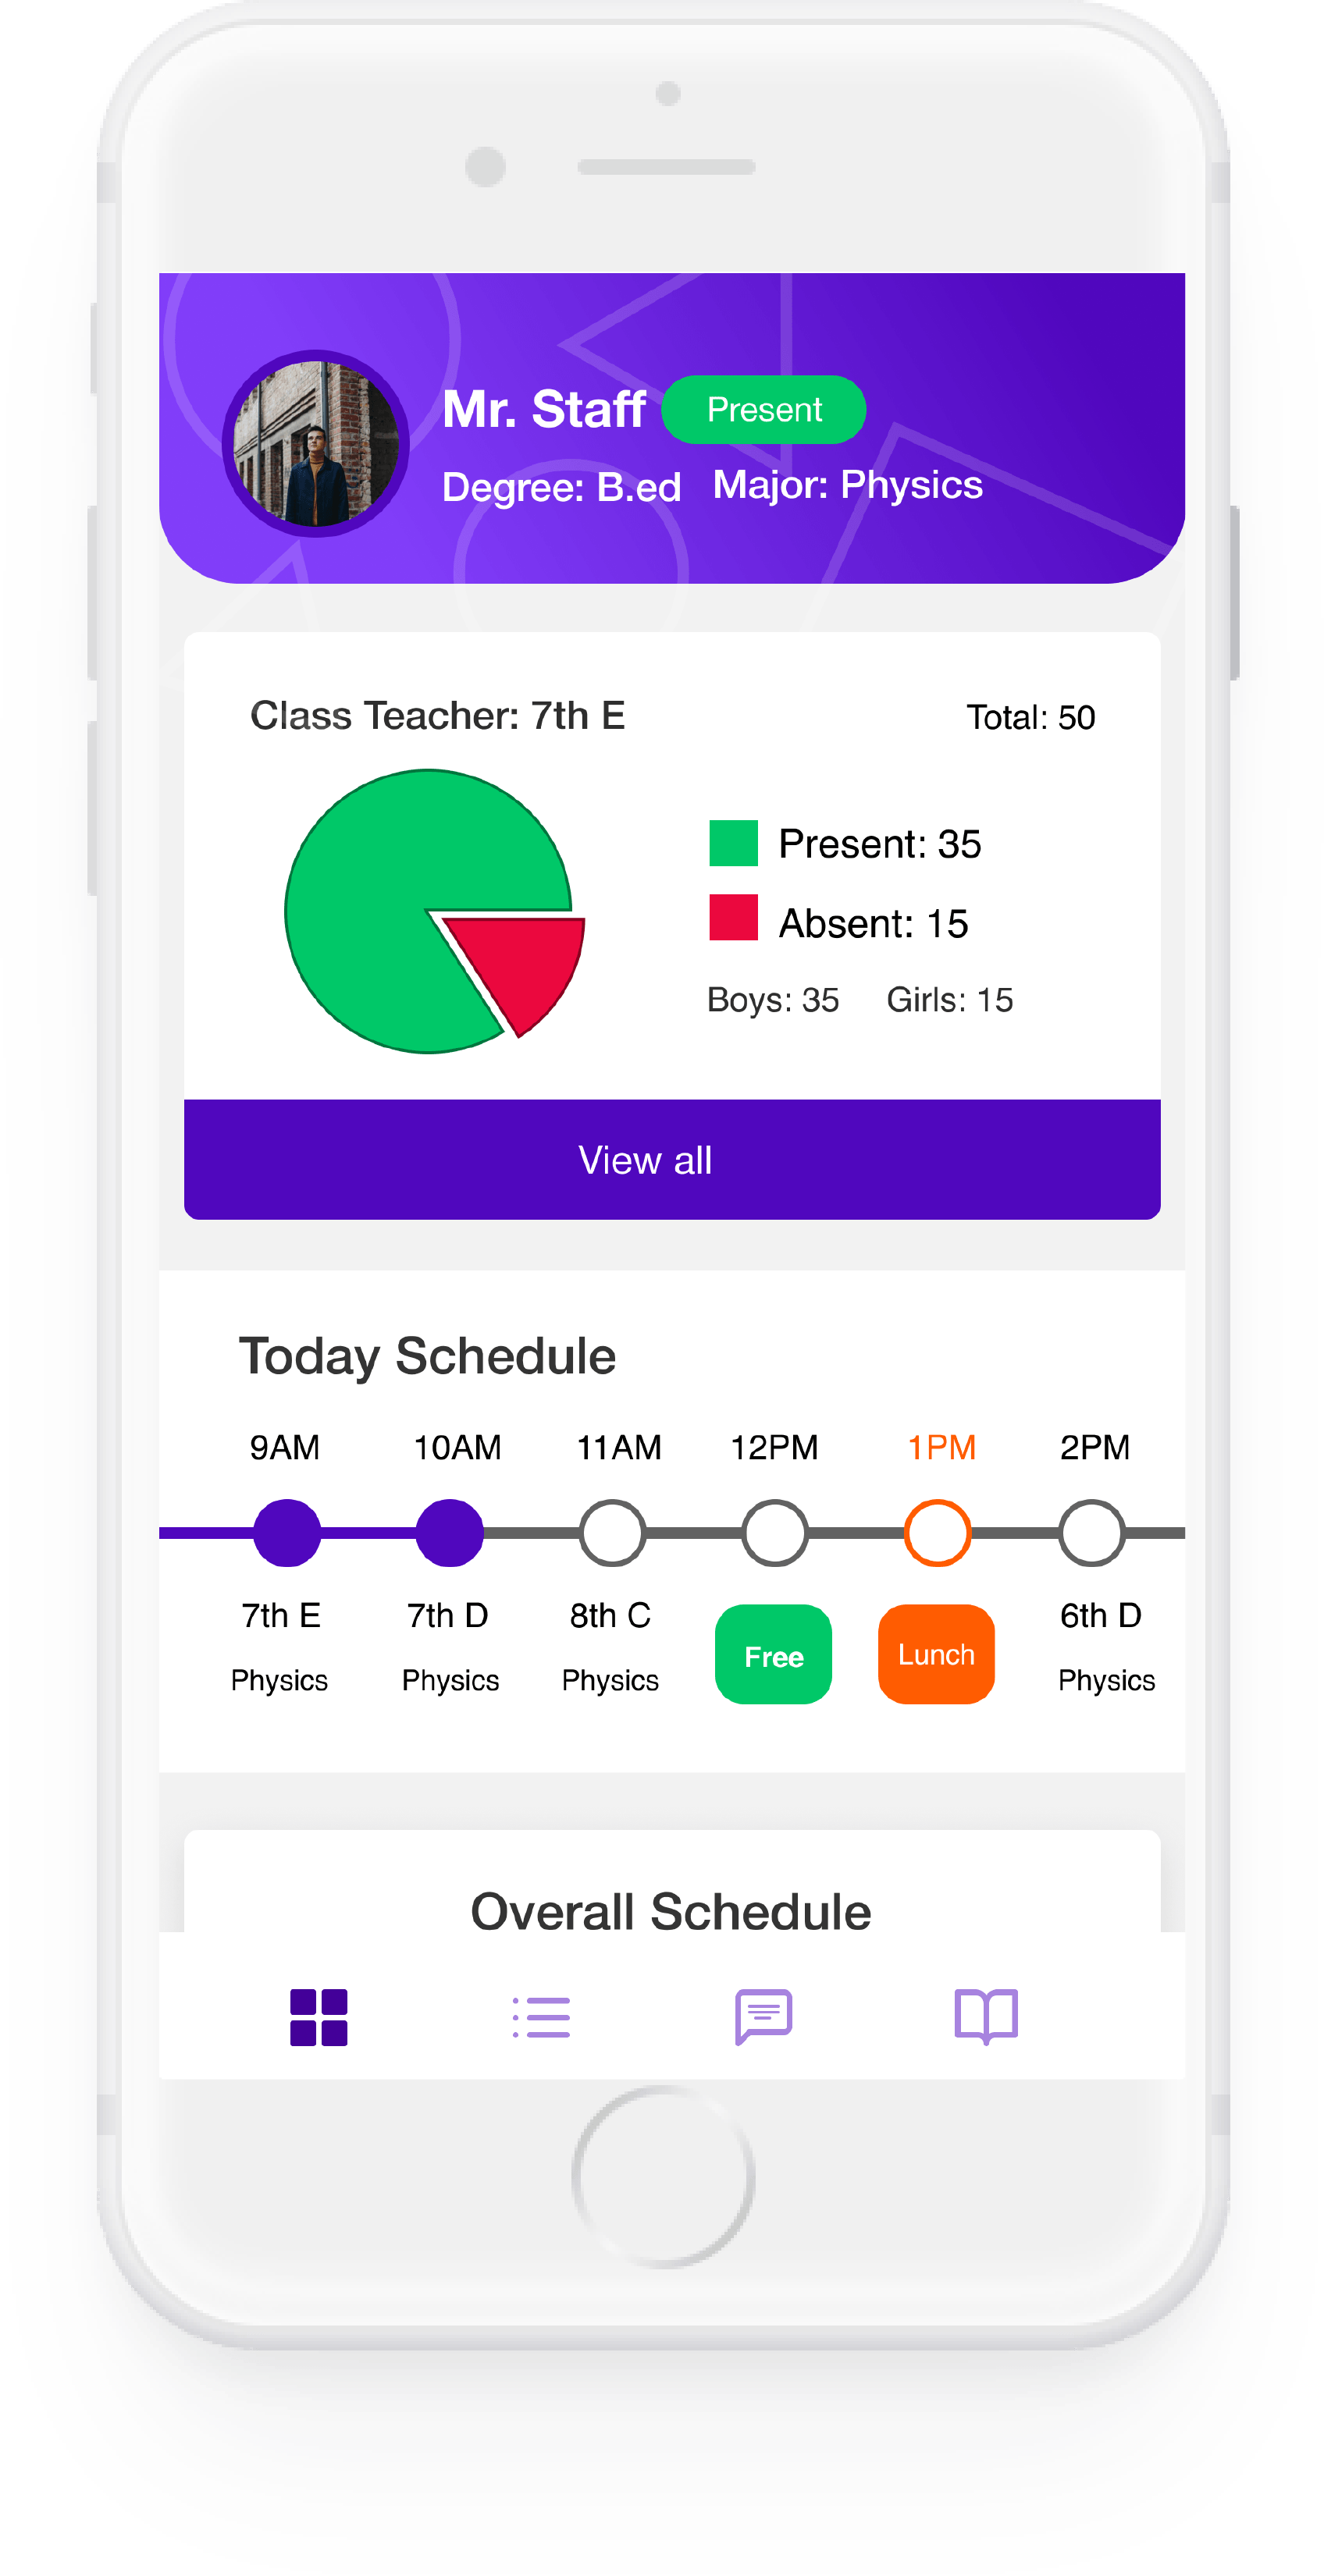 Mr. Staff Present
Degree: B.ed Major: Physics
Class Teacher: 7th E Total: 50
Present: 35
Absent: 15
Boys: 35 Girls: 15
View all
Today Schedule
9AM 10AM 11AM 12PM 1PM 2PM
7th E 7th D 8th C Free Lunch 6th D
Physics Physics Physics Physics
Overall Schedule